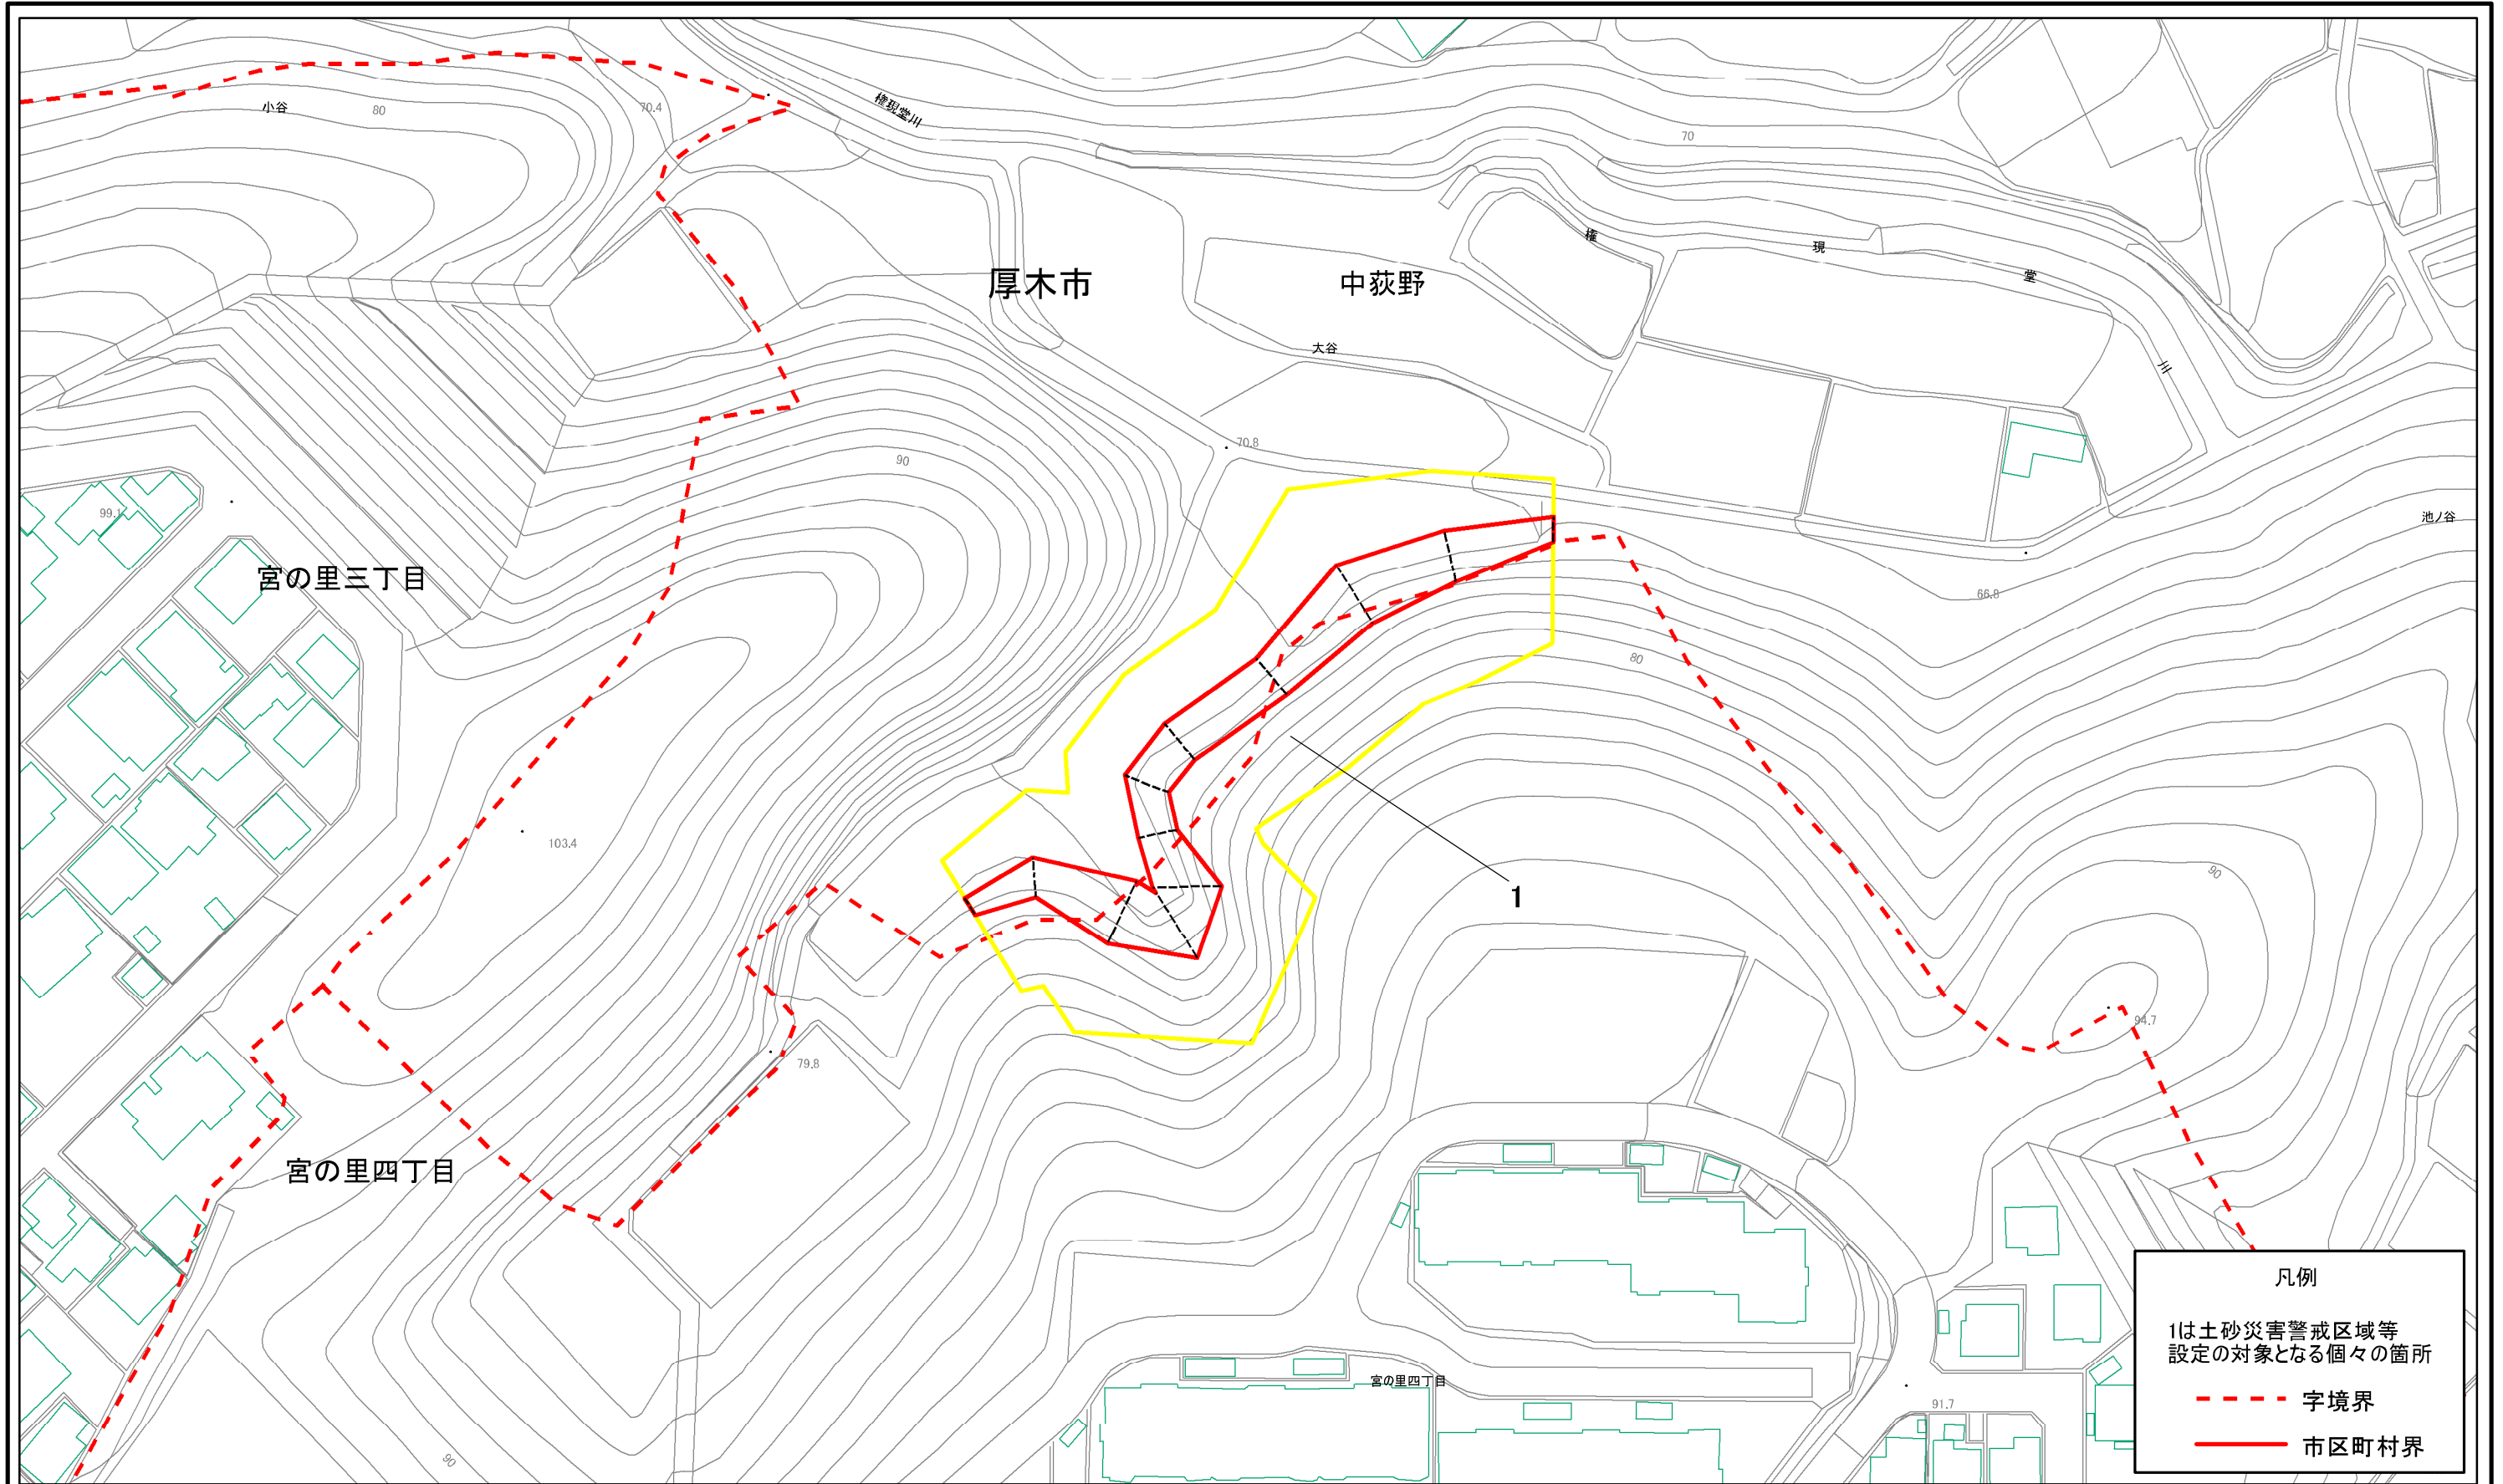 小谷
80
70.4
権現堂川
70
権現堂川
厚木市
中荻野
大谷
70.8
90
99.1
池ノ谷
宮の里三丁目
66.8
80
103.4
90
1
94.7
79.8
宮の里四丁目
宮の里四丁目
91.7
90
凡例
1は土砂災害警戒区域等
設定の対象となる個々の箇所
字境界
市区町村界